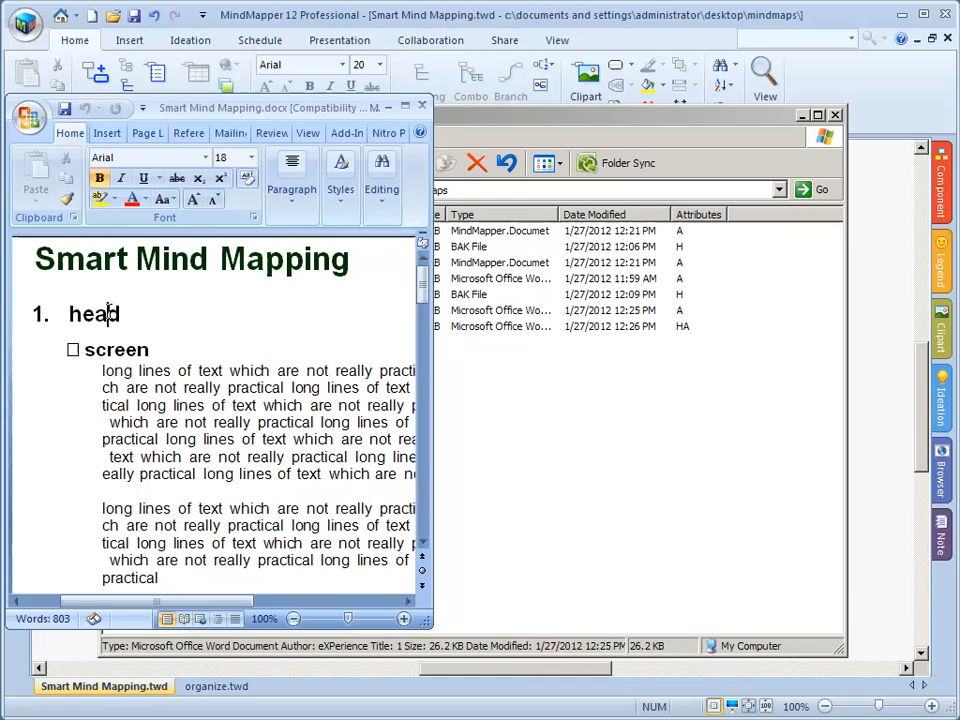 MindMapper 12 Professional - [Smart Mind Mapping.twd - c:\documents and settings\administrator\desktop\mindmaps\]
Home Insert Ideation Schedule Presentation Collaboration Share View
Arial 20
B I U
Combo Branch
Clipart
View
Smart Mind Mapping.docx [Compatibility ... M...
Home Insert Page L Refere Mailin Review View Add-In Nitro P
Paste
Arial 18
B I U abc x₂ x²
Paragraph Styles Editing
Clipboard Font
Folder Sync
aps Go
Type Date Modified Attributes
B MindMapper.Documet 1/27/2012 12:21 PM A
B BAK File 1/27/2012 12:06 PM H
B MindMapper.Documet 1/27/2012 12:21 PM A
B Microsoft Office Wo... 1/27/2012 11:59 AM A
B BAK File 1/27/2012 12:09 PM H
B Microsoft Office Wo... 1/27/2012 12:25 PM A
B Microsoft Office Wo... 1/27/2012 12:26 PM HA
Smart Mind Mapping
1. head
screen
long lines of text which are not really practi
ch are not really practical long lines of text
tical long lines of text which are not really p
which are not really practical long lines of
practical long lines of text which are not rea
text which are not really practical long line
eally practical long lines of text which are n
long lines of text which are not really practi
ch are not really practical long lines of text
tical long lines of text which are not really p
which are not really practical long lines of
practical
Words: 803 100%
Component
Legend
Clipart
Ideation
Browser
Note
Type: Microsoft Office Word Document Author: eXPerience Title: 1 Size: 26.2 KB Date Modified: 1/27/2012 12:25 PM 26.2 KB My Computer
Smart Mind Mapping.twd organize.twd
NUM 100%